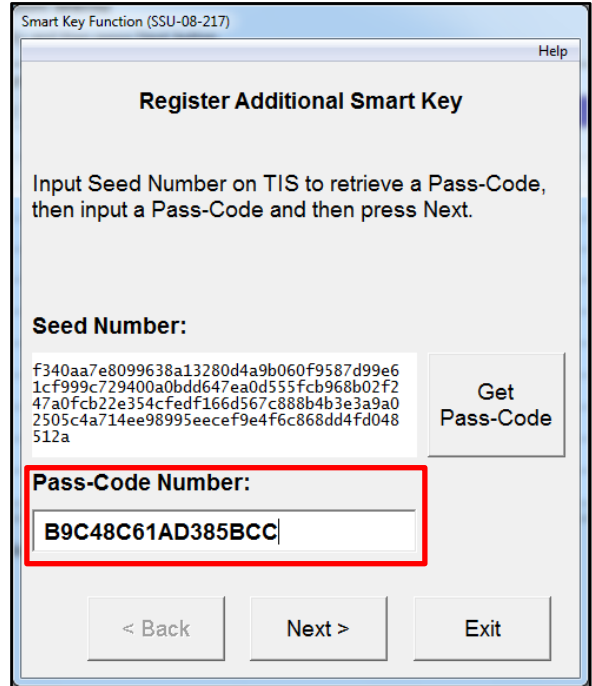 Smart Key Function (SSU-08-217)
Help
Register Additional Smart Key
Input Seed Number on TIS to retrieve a Pass-Code,
then input a Pass-Code and then press Next.
Seed Number:
f340aa7e8099638a13280d4a9b060f9587d99e6
1cf999c729400a0bdd647ea0d555fcb968b02f2
47a0fcb22e354cfedf166d567c888b4b3e3a9a0
2505c4a714ee98995eecef9e4f6c868dd4fd048
512a
Get
Pass-Code
Pass-Code Number:
B9C48C61AD385BCC
< Back
Next >
Exit